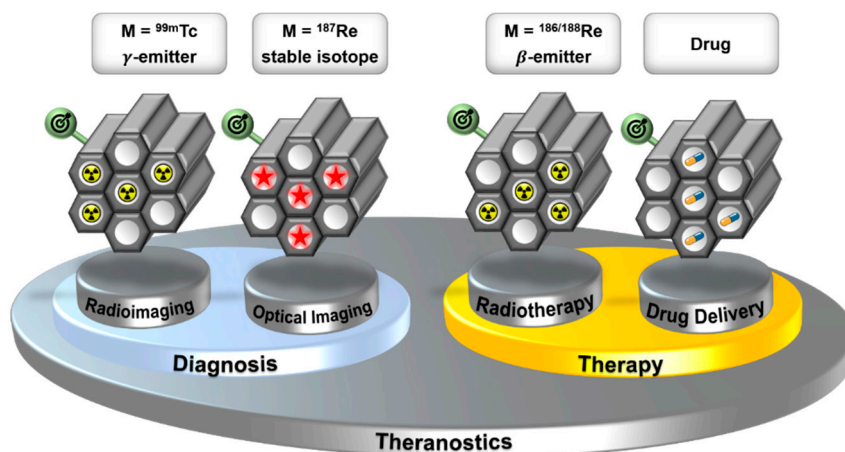 M = ⁹⁹ᵐTc
γ-emitter
M = ¹⁸⁷Re
stable isotope
M = ¹⁸⁶/¹⁸⁸Re
β-emitter
Drug
Radioimaging
Optical Imaging
Radiotherapy
Drug Delivery
Diagnosis
Therapy
Theranostics